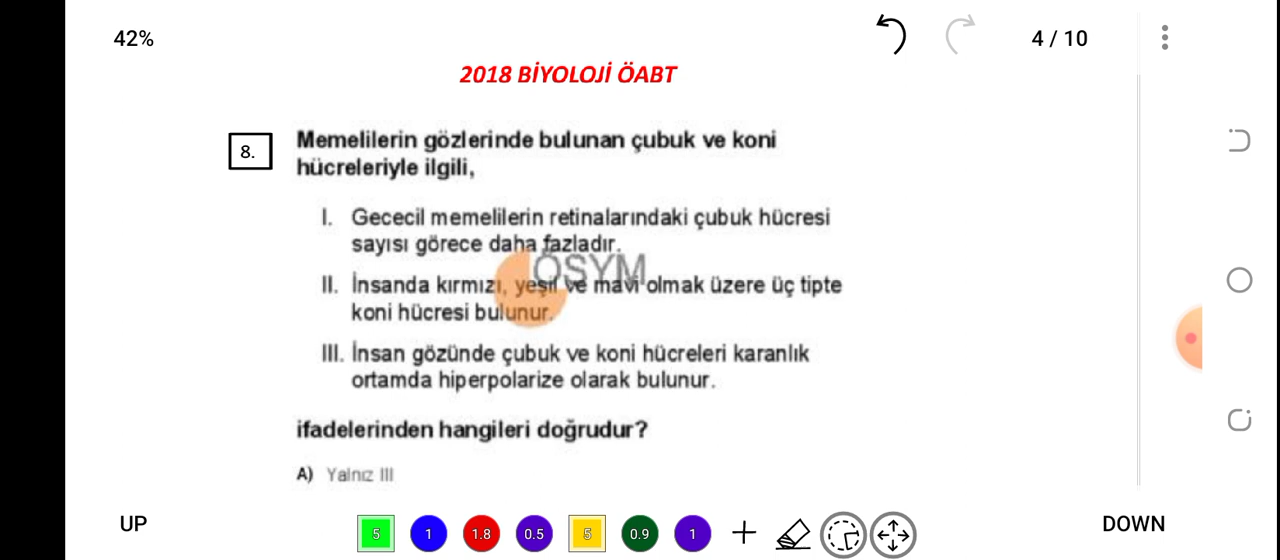 42%
4 / 10
2018 BİYOLOJİ ÖABT
8.
Memelilerin gözlerinde bulunan çubuk ve koni
hücreleriyle ilgili,
I. Gececil memelilerin retinalarındaki çubuk hücresi
sayısı görece daha fazladır.
ÖSYM
II. İnsanda kırmızı, yeşil ve mavi olmak üzere üç tipte
koni hücresi bulunur.
III. İnsan gözünde çubuk ve koni hücreleri karanlık
ortamda hiperpolarize olarak bulunur.
ifadelerinden hangileri doğrudur?
A) Yalnız III
UP
5 1 1.8 0.5 5 0.9 1
DOWN